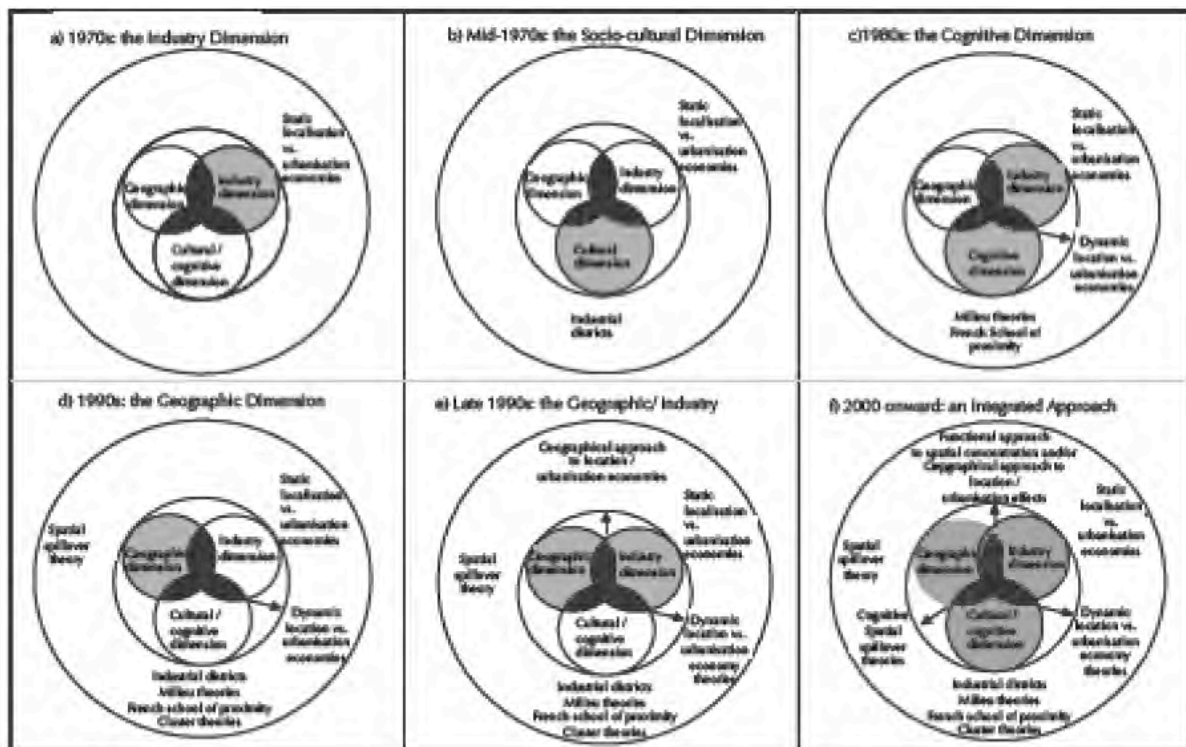 a) 1970s: the Industry Dimension
Static
localisation
vs.
urbanisation
economies
Geographic
dimension
Industry
dimension
Cultural /
cognitive
dimension
b) Mid-1970s: the Socio-cultural Dimension
Static
localisation
vs.
urbanisation
economies
Geographic
Dimension
Industry
dimension
Cultural
dimension
Industrial
districts
c)1980s: the Cognitive Dimension
Static
localisation
vs.
urbanisation
economies
Geographic
dimension
Industry
dimension
Cognitive
dimension
Dynamic
location vs.
urbanisation
economies
Milieu theories
French School of
proximity
d) 1990s: the Geographic Dimension
Static
localisation
vs.
urbanisation
economies
Spatial
spillover
theory
Geographic
dimension
Industry
dimension
Cultural /
cognitive
dimension
Dynamic
location vs.
urbanisation
economies
Industrial districts
Milieu theories
French school of proximity
Cluster theories
e) Late 1990s: the Geographic/ Industry
Geographical approach
to location /
urbanisation economies
Static
localisation
vs.
urbanisation
economies
Spatial
spillover
theory
Geographic
dimension
Industry
dimension
Cultural /
cognitive
dimension
Dynamic
location vs.
urbanisation
economy
theories
Industrial districts
Milieu theories
French school of proximity
Cluster theories
f) 2000 onward: an Integrated Approach
Functional approach
to spatial concentration and/or
Geographical approach to
location /
urbanisation effects
Static
localisation
vs.
urbanisation
economies
Spatial
spillover
theory
Geographic
dimension
Industry
dimension
Cultural /
cognitive
dimension
Cognitive
Spatial
spillover
theories
Dynamic
location vs.
urbanisation
economy theories
Industrial districts
Milieu theories
French school of proximity
Cluster theories